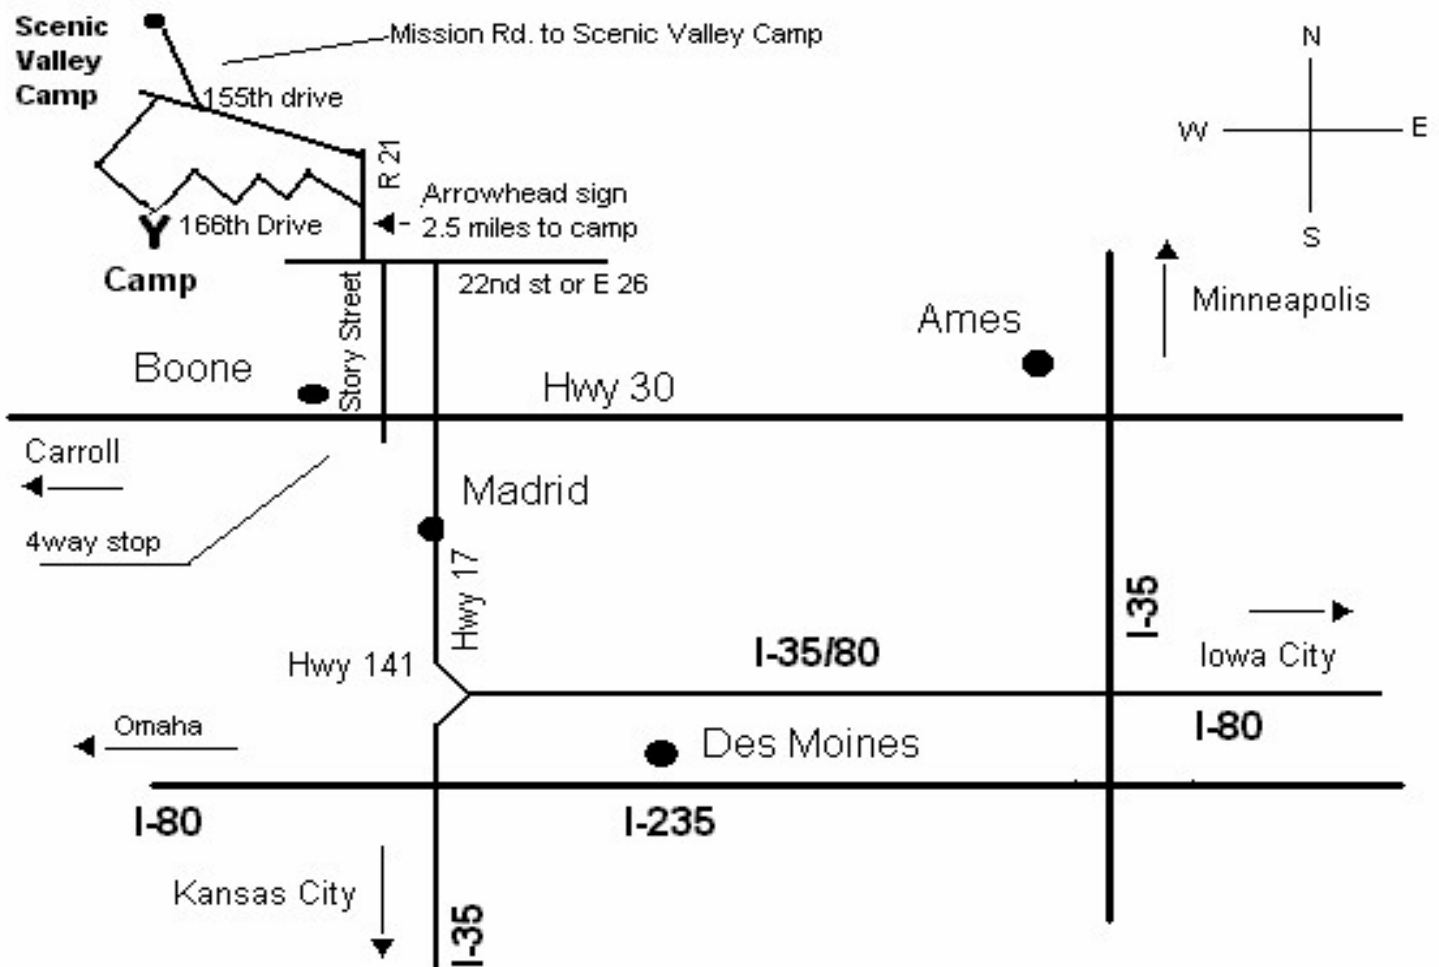 Scenic
Valley
Camp
Mission Rd. to Scenic Valley Camp
155th drive
R 21
Arrowhead sign
2.5 miles to camp
166th Drive
Y
Camp
N
W
E
S
22nd st or E 26
Story Street
Minneapolis
Ames
Boone
Hwy 30
Carroll
4way stop
Madrid
Hwy 17
I-35
Iowa City
I-35/80
Hwy 141
Omaha
Des Moines
I-80
I-80
I-235
Kansas City
I-35